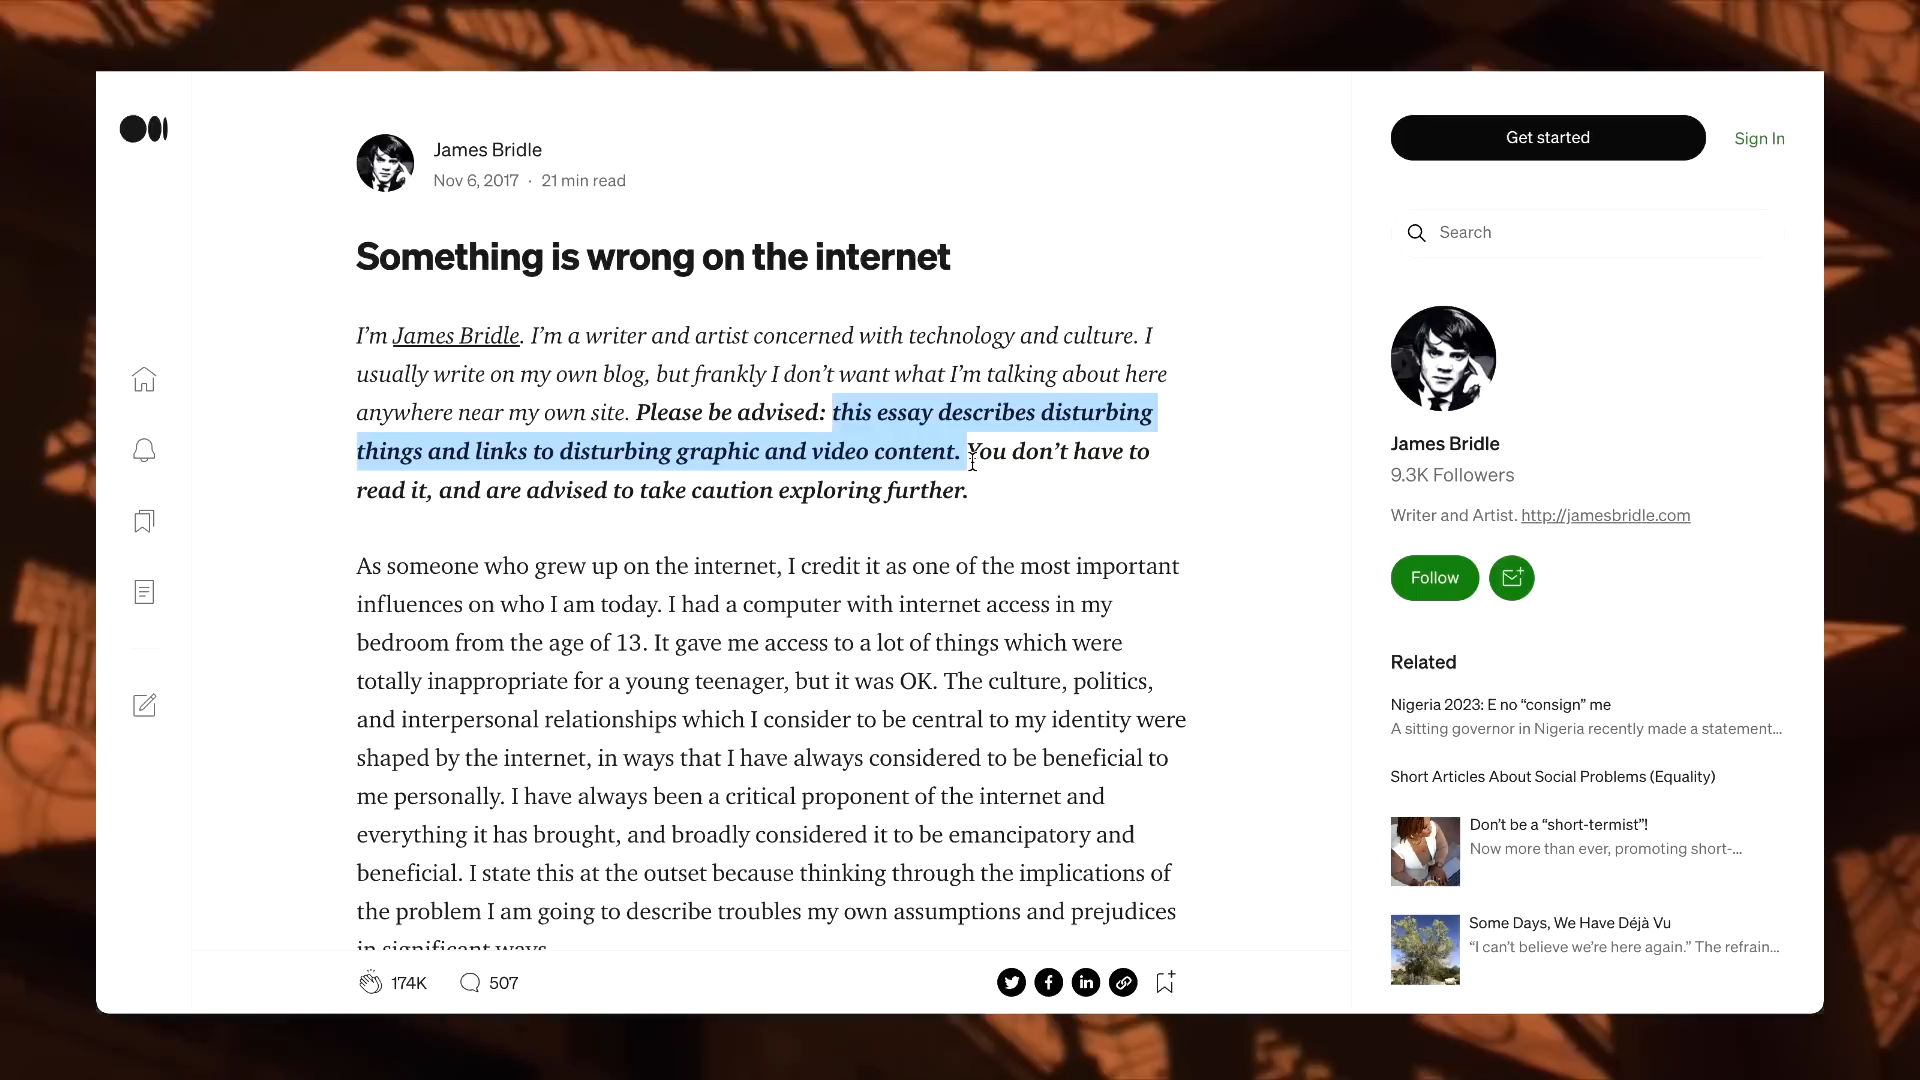 James Bridle
Nov 6, 2017 · 21 min read
Something is wrong on the internet
I’m James Bridle. I’m a writer and artist concerned with technology and culture. I
usually write on my own blog, but frankly I don’t want what I’m talking about here
anywhere near my own site. Please be advised: this essay describes disturbing
things and links to disturbing graphic and video content. You don’t have to
read it, and are advised to take caution exploring further.
As someone who grew up on the internet, I credit it as one of the most important
influences on who I am today. I had a computer with internet access in my
bedroom from the age of 13. It gave me access to a lot of things which were
totally inappropriate for a young teenager, but it was OK. The culture, politics,
and interpersonal relationships which I consider to be central to my identity were
shaped by the internet, in ways that I have always considered to be beneficial to
me personally. I have always been a critical proponent of the internet and
everything it has brought, and broadly considered it to be emancipatory and
beneficial. I state this at the outset because thinking through the implications of
the problem I am going to describe troubles my own assumptions and prejudices
in significant ways.
174K
507
Get started
Sign In
Search
James Bridle
9.3K Followers
Writer and Artist. http://jamesbridle.com
Follow
Related
Nigeria 2023: E no “consign” me
A sitting governor in Nigeria recently made a statement...
Short Articles About Social Problems (Equality)
Don’t be a “short-termist”!
Now more than ever, promoting short-...
Some Days, We Have Déjà Vu
“I can’t believe we’re here again.” The refrain...